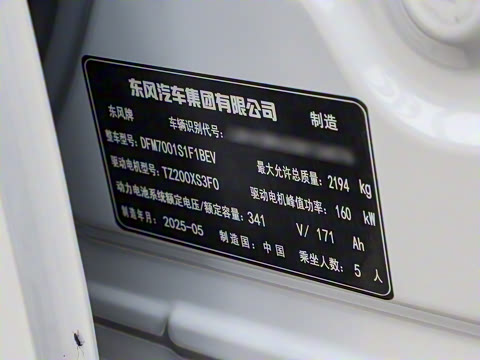 东风汽车集团有限公司 制造
东风牌 车辆识别代号:
整车型号: DFM7001S1F1BEV 最大允许总质量: 2194 kg
驱动电机型号: TZ200XS3F0 驱动电机峰值功率: 160 kW
动力电池系统额定电压/额定容量: 341 V/ 171 Ah
制造年月: 2025-05 制造国: 中国 乘坐人数: 5 人